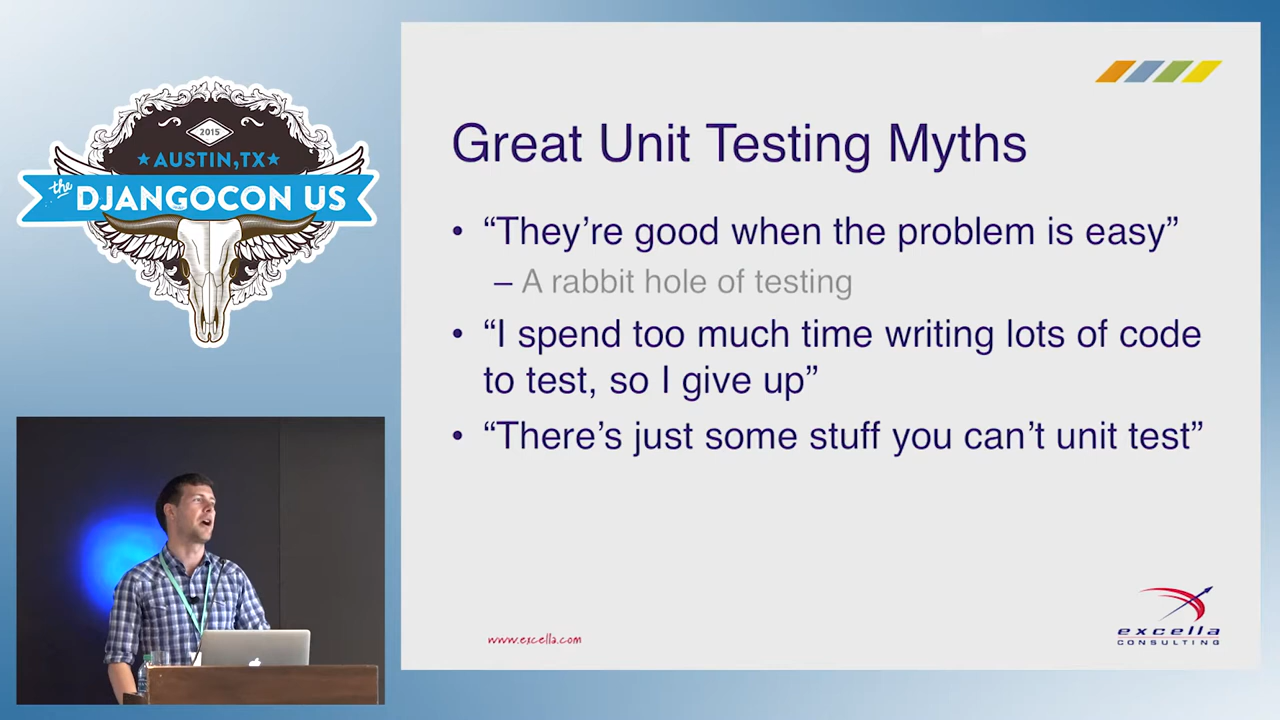 2015
★AUSTIN,TX★
the DJANGOCON US
Great Unit Testing Myths
• “They’re good when the problem is easy”
– A rabbit hole of testing
• “I spend too much time writing lots of code
to test, so I give up”
• “There’s just some stuff you can’t unit test”
www.excella.com
excella
CONSULTING